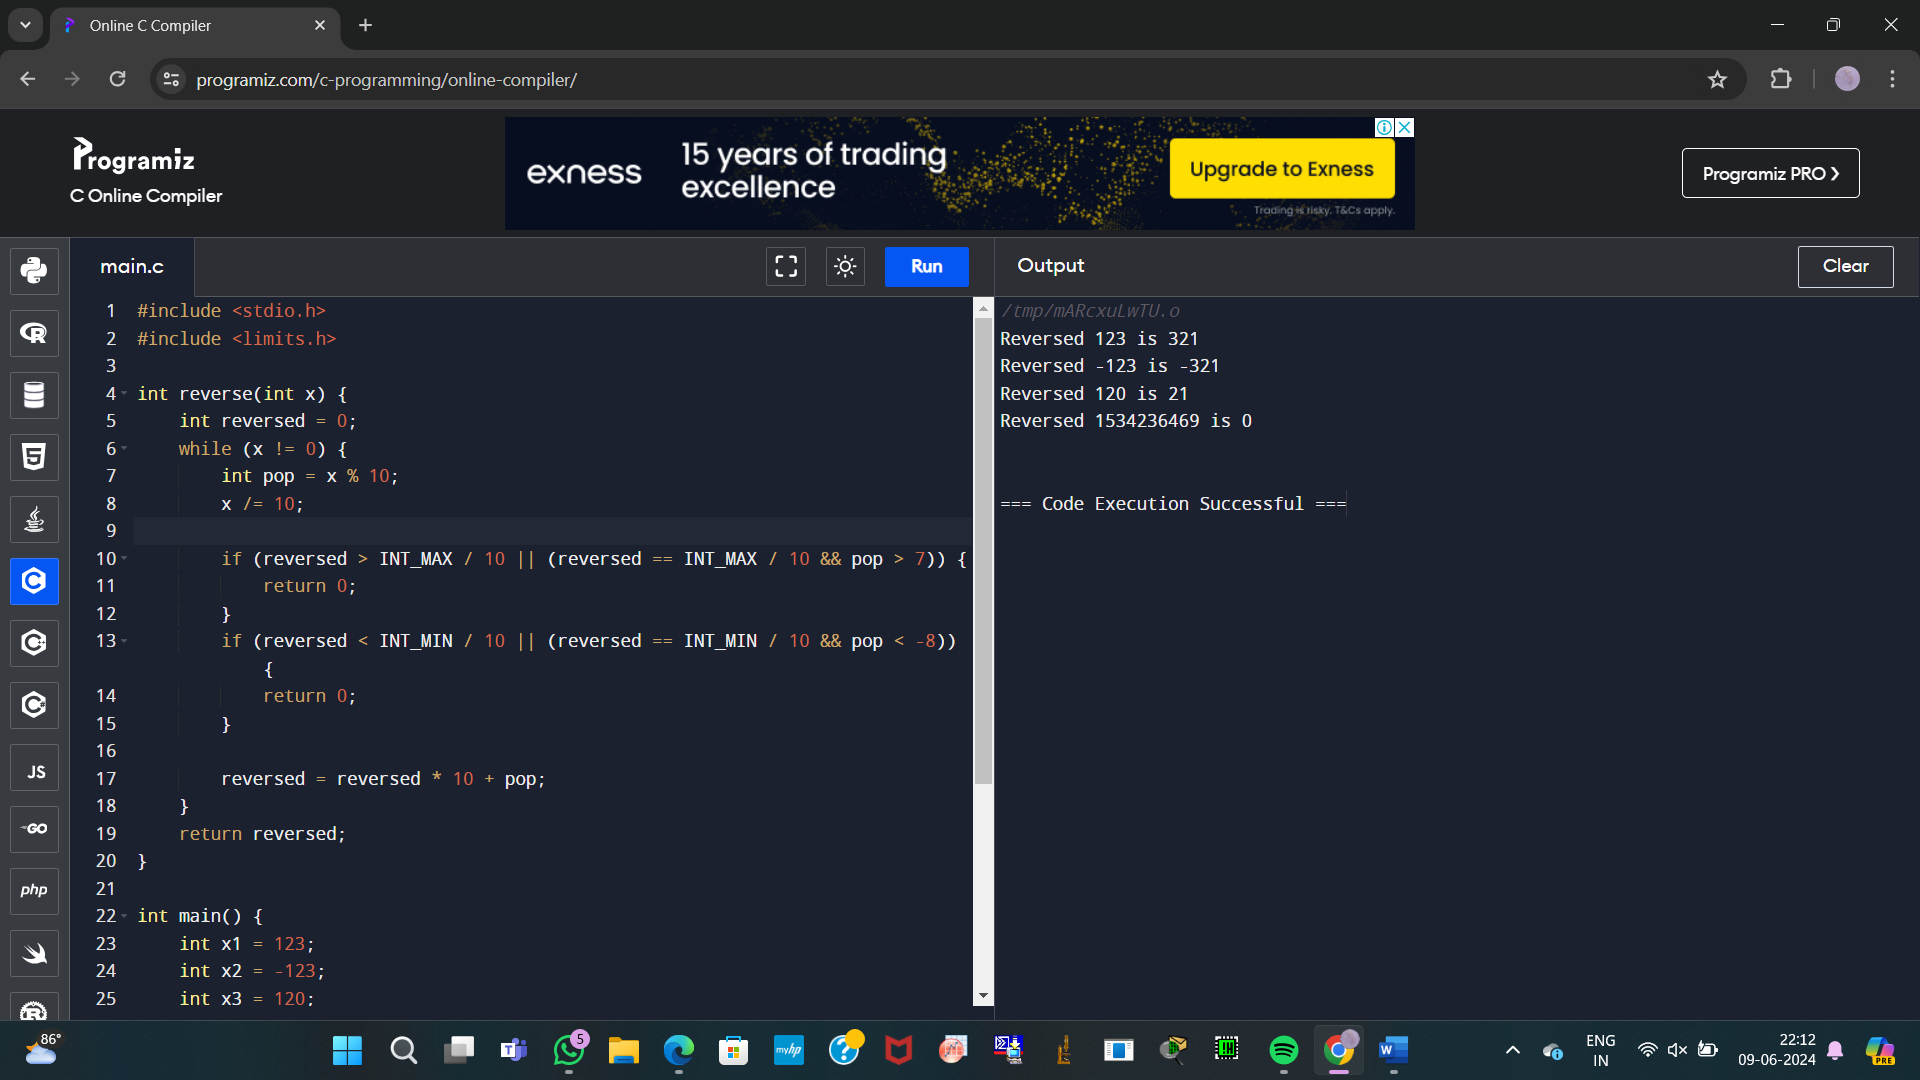 Online C Compiler
programiz.com/c-programming/online-compiler/
Programiz
C Online Compiler
exness
15 years of trading
excellence
Upgrade to Exness
Trading is risky. T&Cs apply.
Programiz PRO ❯
main.c
Run
Output
Clear
1 #include <stdio.h>
2 #include <limits.h>
3
4 int reverse(int x) {
5 int reversed = 0;
6 while (x != 0) {
7 int pop = x % 10;
8 x /= 10;
9
10 if (reversed > INT_MAX / 10 || (reversed == INT_MAX / 10 && pop > 7)) {
11 return 0;
12 }
13 if (reversed < INT_MIN / 10 || (reversed == INT_MIN / 10 && pop < -8))
{
14 return 0;
15 }
16
17 reversed = reversed * 10 + pop;
18 }
19 return reversed;
20 }
21
22 int main() {
23 int x1 = 123;
24 int x2 = -123;
25 int x3 = 120;
/tmp/mARcxuLwTU.o
Reversed 123 is 321
Reversed -123 is -321
Reversed 120 is 21
Reversed 1534236469 is 0
=== Code Execution Successful ===
JS
GO
php
86°
5
myhp
W
ENG
IN
22:12
09-06-2024
PRE